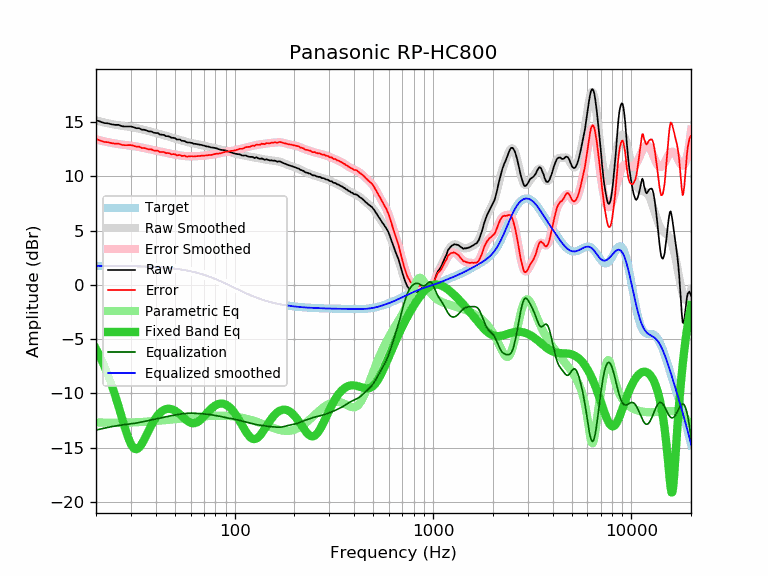 Panasonic RP-HC800
Amplitude (dBr)
15
10
5
0
−5
−10
−15
−20
Target
Raw Smoothed
Error Smoothed
Raw
Error
Parametric Eq
Fixed Band Eq
Equalization
Equalized smoothed
100
1000
10000
Frequency (Hz)